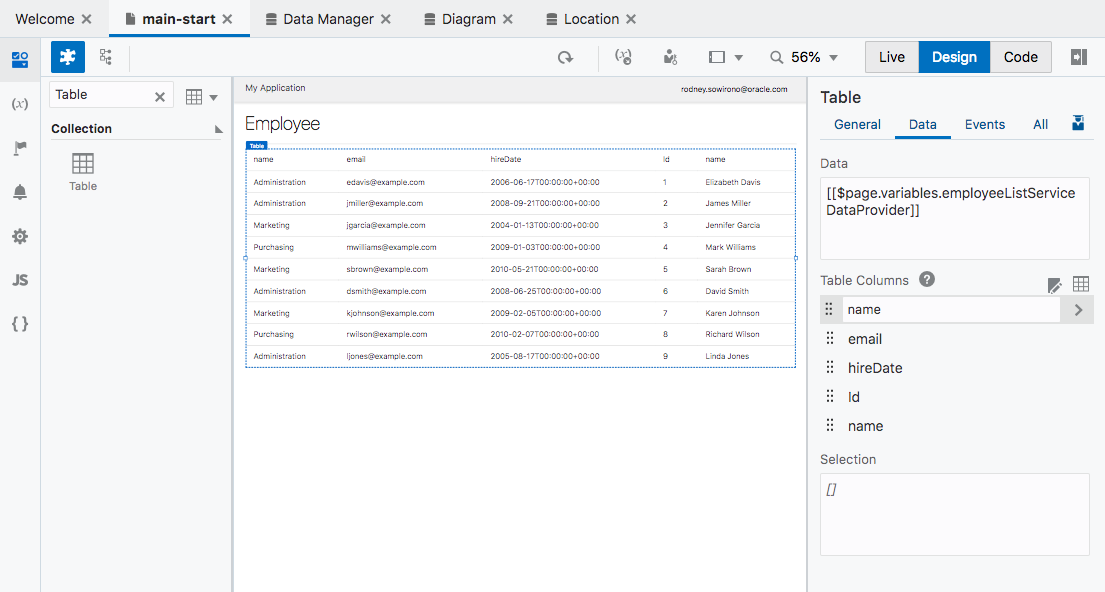 Welcome
main-start
Data Manager
Diagram
Location
56%
Live
Design
Code
(x)
JS
{ }
Table
Collection
Table
My Application
rodney.sowirono@oracle.com
Employee
Table
name email hireDate Id name
Administration edavis@example.com 2006-06-17T00:00:00+00:00 1 Elizabeth Davis
Administration jmiller@example.com 2008-09-21T00:00:00+00:00 2 James Miller
Marketing jgarcia@example.com 2004-01-13T00:00:00+00:00 3 Jennifer Garcia
Purchasing mwilliams@example.com 2009-01-03T00:00:00+00:00 4 Mark Williams
Marketing sbrown@example.com 2010-05-21T00:00:00+00:00 5 Sarah Brown
Administration dsmith@example.com 2008-06-25T00:00:00+00:00 6 David Smith
Marketing kjohnson@example.com 2009-02-05T00:00:00+00:00 7 Karen Johnson
Purchasing rwilson@example.com 2010-02-07T00:00:00+00:00 8 Richard Wilson
Administration ljones@example.com 2005-08-17T00:00:00+00:00 9 Linda Jones
Table
General Data Events All
Data
[[$page.variables.employeeListService
DataProvider]]
Table Columns ?
name
email
hireDate
Id
name
Selection
[]